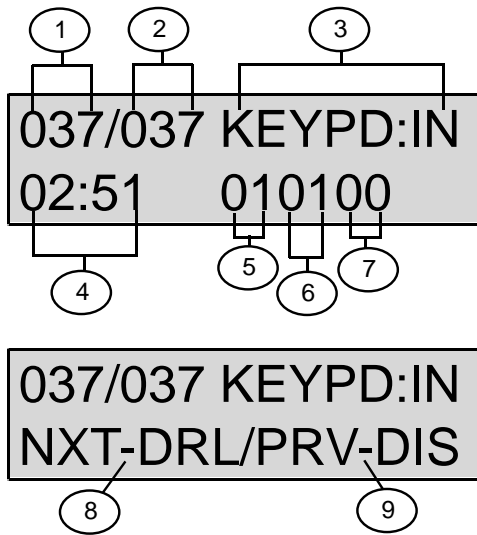 1 2 3
037/037 KEYPD:IN
02:51 010100
4 5 6 7
037/037 KEYPD:IN
NXT-DRL/PRV-DIS
8 9